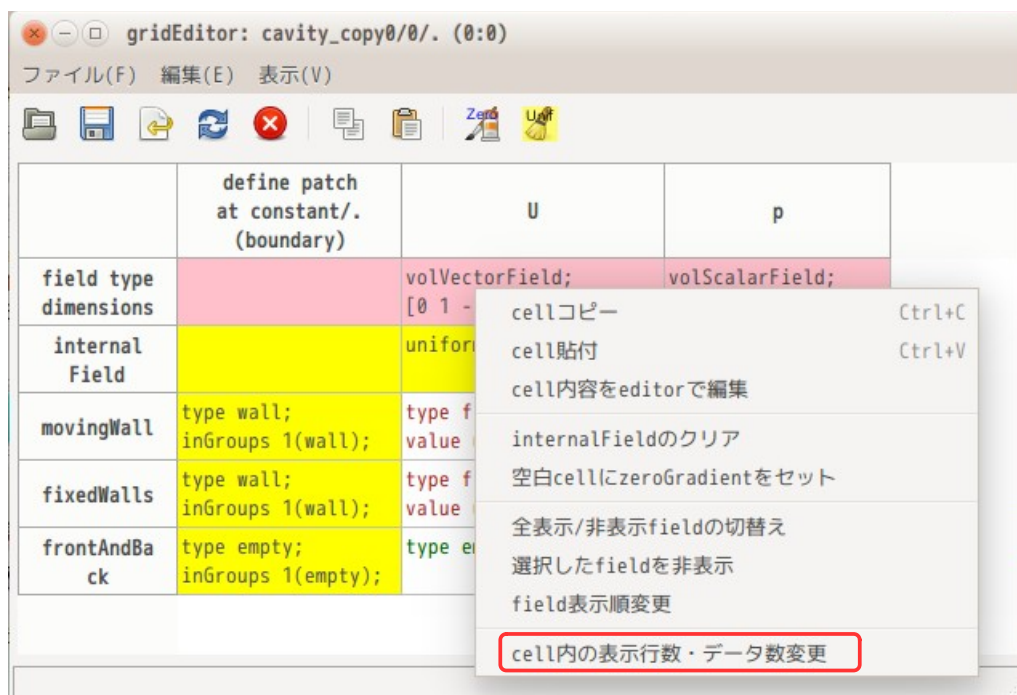 gridEditor: cavity_copy0/0/. (0:0)
ファイル(F) 編集(E) 表示(V)
Zero
Unif
define patch
at constant/.
(boundary)
U
p
field type
dimensions
volVectorField;
[0 1 -
volScalarField;
internal
Field
uniform
movingWall
type wall;
inGroups 1(wall);
type f
value
fixedWalls
type wall;
inGroups 1(wall);
type f
value
frontAndBa
ck
type empty;
inGroups 1(empty);
type e
cellコピー Ctrl+C
cell貼付 Ctrl+V
cell内容をeditorで編集
internalFieldのクリア
空白cellにzeroGradientをセット
全表示/非表示fieldの切替え
選択したfieldを非表示
field表示順変更
cell内の表示行数・データ数変更